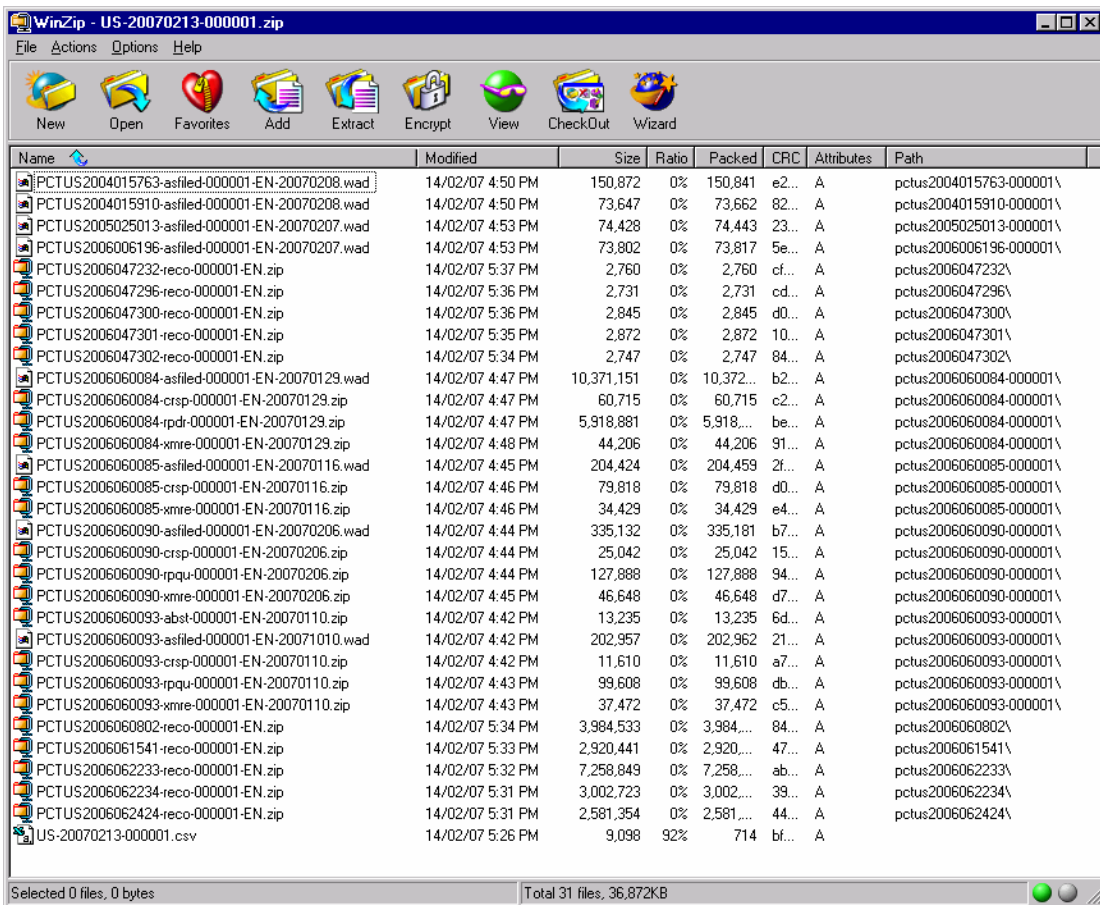 WinZip - US-20070213-000001.zip
File Actions Options Help
New Open Favorites Add Extract Encrypt View CheckOut Wizard
Name Modified Size Ratio Packed CRC Attributes Path
PCTUS2004015763-asfiled-000001-EN-20070208.wad 14/02/07 4:50 PM 150,872 0% 150,841 e2... A pctus2004015763-000001\
PCTUS2004015910-asfiled-000001-EN-20070208.wad 14/02/07 4:50 PM 73,647 0% 73,662 82... A pctus2004015910-000001\
PCTUS2005025013-asfiled-000001-EN-20070207.wad 14/02/07 4:53 PM 74,428 0% 74,443 23... A pctus2005025013-000001\
PCTUS2006006196-asfiled-000001-EN-20070207.wad 14/02/07 4:53 PM 73,802 0% 73,817 5e... A pctus2006006196-000001\
PCTUS2006047232-reco-000001-EN.zip 14/02/07 5:37 PM 2,760 0% 2,760 cf... A pctus2006047232\
PCTUS2006047296-reco-000001-EN.zip 14/02/07 5:36 PM 2,731 0% 2,731 cd... A pctus2006047296\
PCTUS2006047300-reco-000001-EN.zip 14/02/07 5:36 PM 2,845 0% 2,845 d0... A pctus2006047300\
PCTUS2006047301-reco-000001-EN.zip 14/02/07 5:35 PM 2,872 0% 2,872 10... A pctus2006047301\
PCTUS2006047302-reco-000001-EN.zip 14/02/07 5:34 PM 2,747 0% 2,747 84... A pctus2006047302\
PCTUS2006060084-asfiled-000001-EN-20070129.wad 14/02/07 4:47 PM 10,371,151 0% 10,372... b2... A pctus2006060084-000001\
PCTUS2006060084-crsp-000001-EN-20070129.zip 14/02/07 4:47 PM 60,715 0% 60,715 c2... A pctus2006060084-000001\
PCTUS2006060084-rpdr-000001-EN-20070129.zip 14/02/07 4:47 PM 5,918,881 0% 5,918,... be... A pctus2006060084-000001\
PCTUS2006060084-xmre-000001-EN-20070129.zip 14/02/07 4:48 PM 44,206 0% 44,206 91... A pctus2006060084-000001\
PCTUS2006060085-asfiled-000001-EN-20070116.wad 14/02/07 4:45 PM 204,424 0% 204,459 2f... A pctus2006060085-000001\
PCTUS2006060085-crsp-000001-EN-20070116.zip 14/02/07 4:46 PM 79,818 0% 79,818 d0... A pctus2006060085-000001\
PCTUS2006060085-xmre-000001-EN-20070116.zip 14/02/07 4:46 PM 34,429 0% 34,429 e4... A pctus2006060085-000001\
PCTUS2006060090-asfiled-000001-EN-20070206.wad 14/02/07 4:44 PM 335,132 0% 335,181 b7... A pctus2006060090-000001\
PCTUS2006060090-crsp-000001-EN-20070206.zip 14/02/07 4:44 PM 25,042 0% 25,042 15... A pctus2006060090-000001\
PCTUS2006060090-rpqu-000001-EN-20070206.zip 14/02/07 4:44 PM 127,888 0% 127,888 94... A pctus2006060090-000001\
PCTUS2006060090-xmre-000001-EN-20070206.zip 14/02/07 4:45 PM 46,648 0% 46,648 d7... A pctus2006060090-000001\
PCTUS2006060093-abst-000001-EN-20070110.zip 14/02/07 4:42 PM 13,235 0% 13,235 6d... A pctus2006060093-000001\
PCTUS2006060093-asfiled-000001-EN-20071010.wad 14/02/07 4:42 PM 202,957 0% 202,962 21... A pctus2006060093-000001\
PCTUS2006060093-crsp-000001-EN-20070110.zip 14/02/07 4:42 PM 11,610 0% 11,610 a7... A pctus2006060093-000001\
PCTUS2006060093-rpqu-000001-EN-20070110.zip 14/02/07 4:43 PM 99,608 0% 99,608 db... A pctus2006060093-000001\
PCTUS2006060093-xmre-000001-EN-20070110.zip 14/02/07 4:43 PM 37,472 0% 37,472 c5... A pctus2006060093-000001\
PCTUS2006060802-reco-000001-EN.zip 14/02/07 5:34 PM 3,984,533 0% 3,984,... 84... A pctus2006060802\
PCTUS2006061541-reco-000001-EN.zip 14/02/07 5:33 PM 2,920,441 0% 2,920,... 47... A pctus2006061541\
PCTUS2006062233-reco-000001-EN.zip 14/02/07 5:32 PM 7,258,849 0% 7,258,... ab... A pctus2006062233\
PCTUS2006062234-reco-000001-EN.zip 14/02/07 5:31 PM 3,002,723 0% 3,002,... 39... A pctus2006062234\
PCTUS2006062424-reco-000001-EN.zip 14/02/07 5:31 PM 2,581,354 0% 2,581,... 44... A pctus2006062424\
US-20070213-000001.csv 14/02/07 5:26 PM 9,098 92% 714 bf... A
Selected 0 files, 0 bytes Total 31 files, 36,872KB